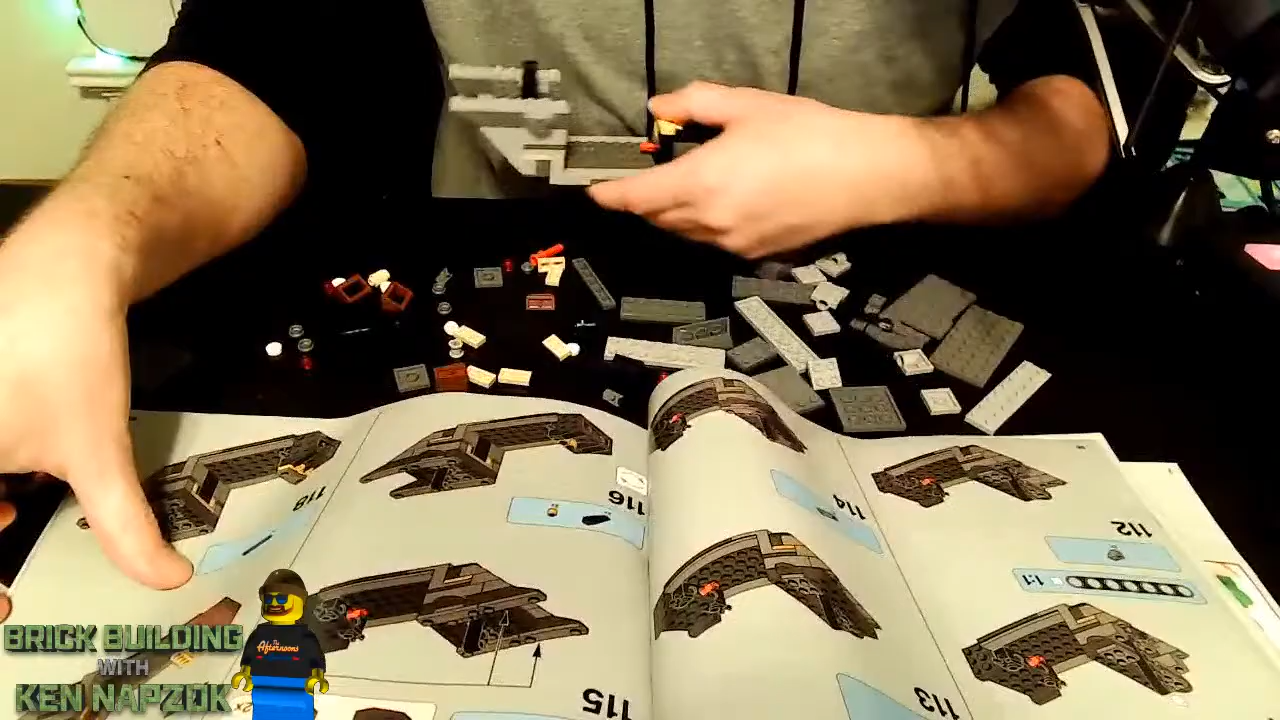 118
116
114
112
1:1
115
113
BRICK BUILDING
WITH
KEN NAPZOK
The
Afternoons